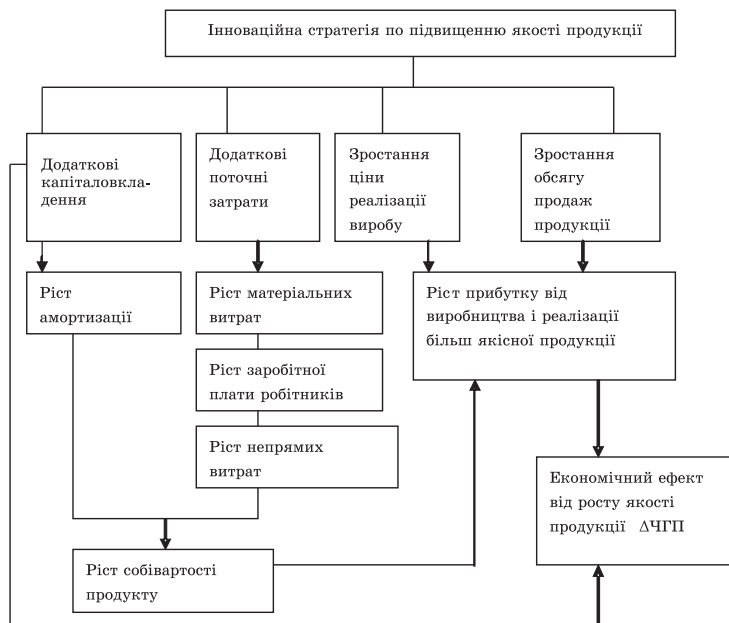 Інноваційна стратегія по підвищенню якості продукції
Додаткові
капіталовкла-
дення
Додаткові
поточні
затрати
Зростання
ціни
реалізації
виробу
Зростання
обсягу
продаж
продукції
Ріст
амортизації
Ріст матеріальних
витрат
Ріст прибутку від
виробництва і реалізації
більш якісної продукції
Ріст заробітної
плати робітників
Ріст непрямих
витрат
Економічний ефект
від росту якості
продукції ΔЧГП
Ріст собівартості
продукту